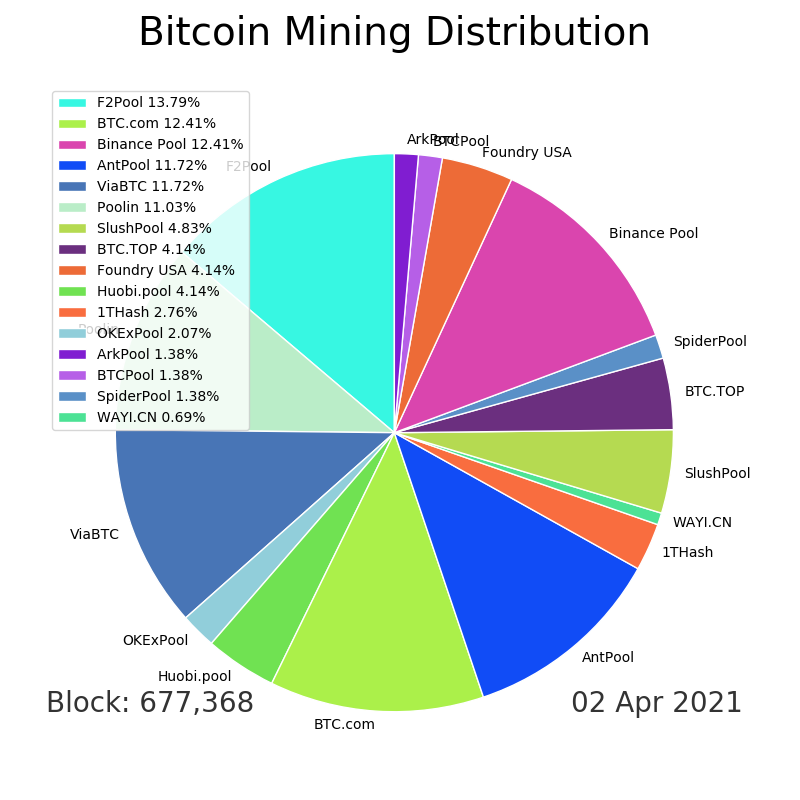 Bitcoin Mining Distribution
F2Pool 13.79%
BTC.com 12.41%
Binance Pool 12.41%
AntPool 11.72%
ViaBTC 11.72%
Poolin 11.03%
SlushPool 4.83%
BTC.TOP 4.14%
Foundry USA 4.14%
Huobi.pool 4.14%
1THash 2.76%
OKExPool 2.07%
ArkPool 1.38%
BTCPool 1.38%
SpiderPool 1.38%
WAYI.CN 0.69%
F2Pool
Poolin
ViaBTC
OKExPool
Huobi.pool
BTC.com
AntPool
1THash
WAYI.CN
SlushPool
BTC.TOP
SpiderPool
Binance Pool
Foundry USA
BTCPool
ArkPool
Block: 677,368
02 Apr 2021